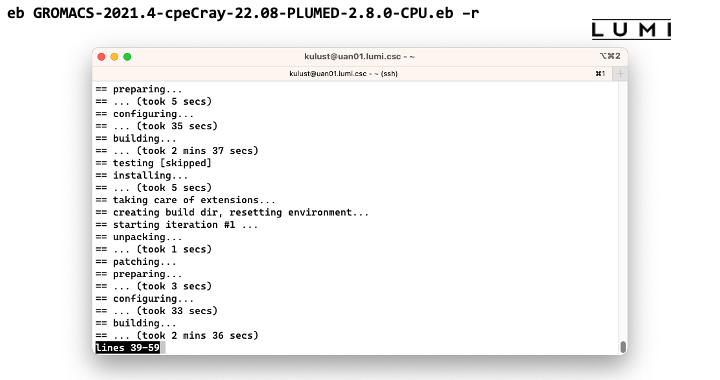 eb GROMACS-2021.4-cpeCray-22.08-PLUMED-2.8.0-CPU.eb –r
LUMI
kulust@uan01.lumi.csc - ~
⌥⌘2
kulust@uan01.lumi.csc - ~ (ssh)
⌘1
+
== preparing...
== ... (took 5 secs)
== configuring...
== ... (took 35 secs)
== building...
== ... (took 2 mins 37 secs)
== testing [skipped]
== installing...
== ... (took 5 secs)
== taking care of extensions...
== creating build dir, resetting environment...
== starting iteration #1 ...
== unpacking...
== ... (took 1 secs)
== patching...
== preparing...
== ... (took 3 secs)
== configuring...
== ... (took 33 secs)
== building...
== ... (took 2 mins 36 secs)
lines 39-59